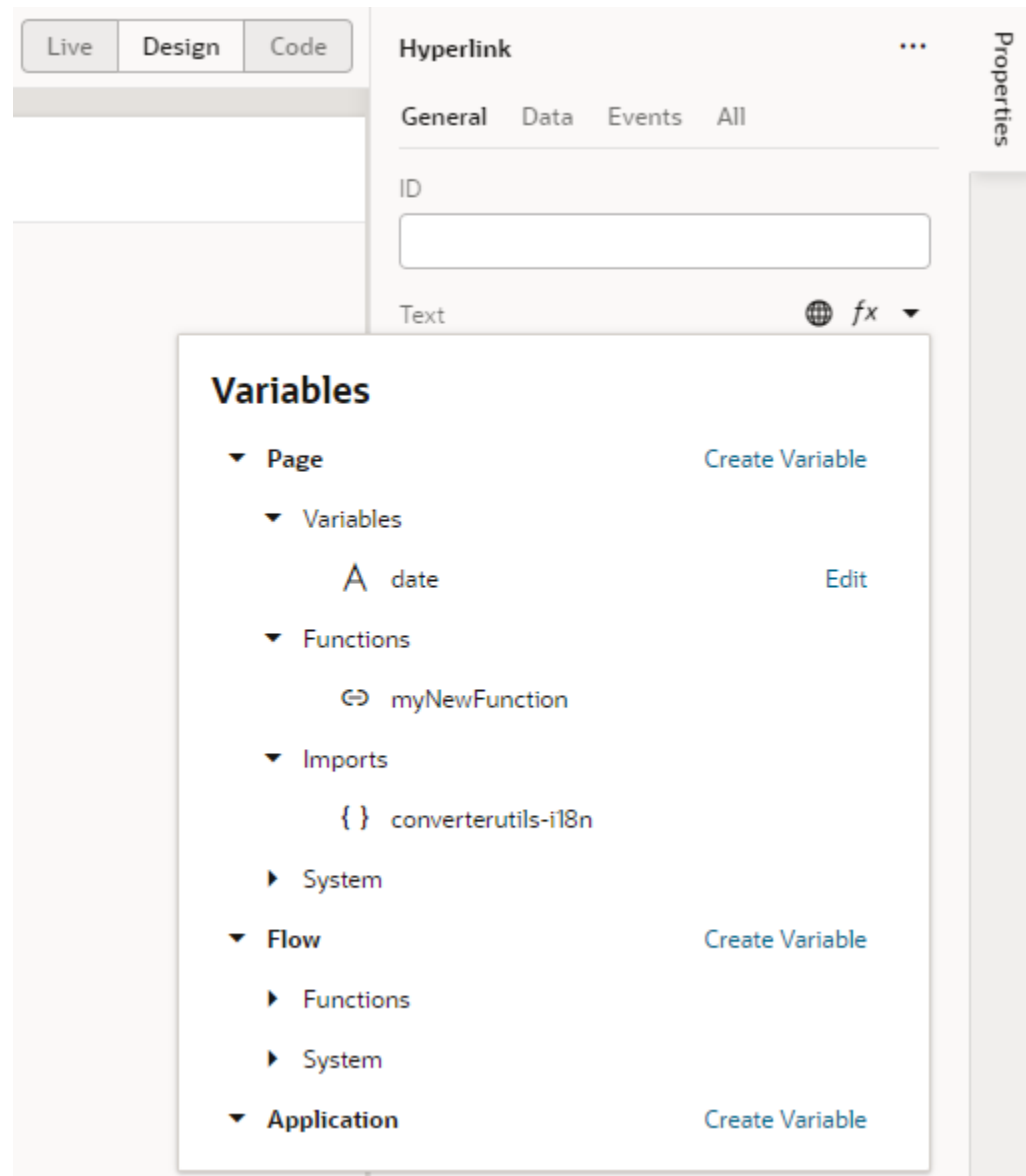 Live Design Code
Hyperlink ...
Properties
General Data Events All
ID
Text fx
Variables
Page Create Variable
Variables
date Edit
Functions
myNewFunction
Imports
{ } converterutils-i18n
System
Flow Create Variable
Functions
System
Application Create Variable